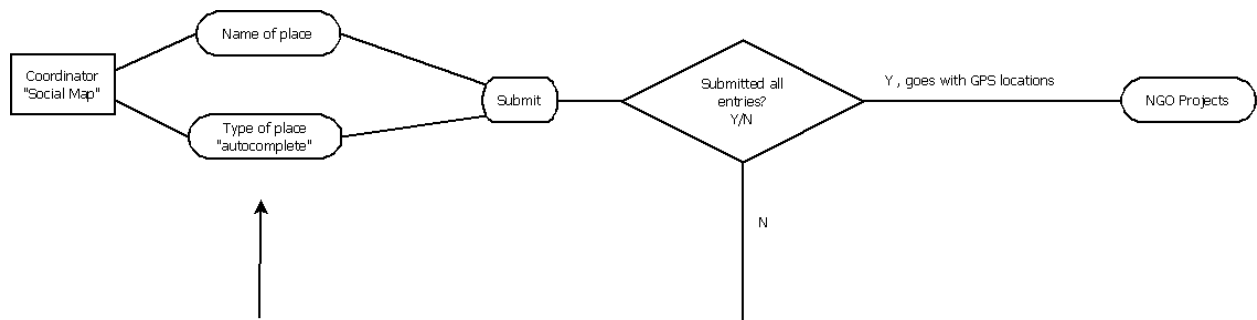 Name of place
Coordinator
"Social Map"
Type of place
"autocomplete"
Submit
Submitted all
entries?
Y/N
Y , goes with GPS locations
NGO Projects
N